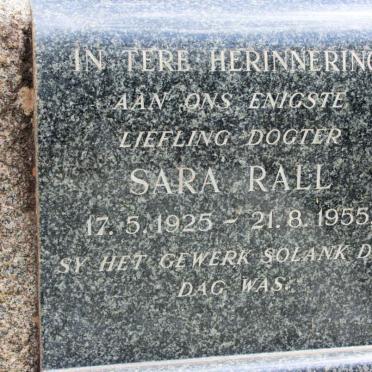 IN TERE HERINNERING
AAN ONS ENIGSTE
LIEFLING DOGTER
SARA RALL
17.5.1925 - 21.8.1955
SY HET GEWERK SOLANK D
DAG WAS.